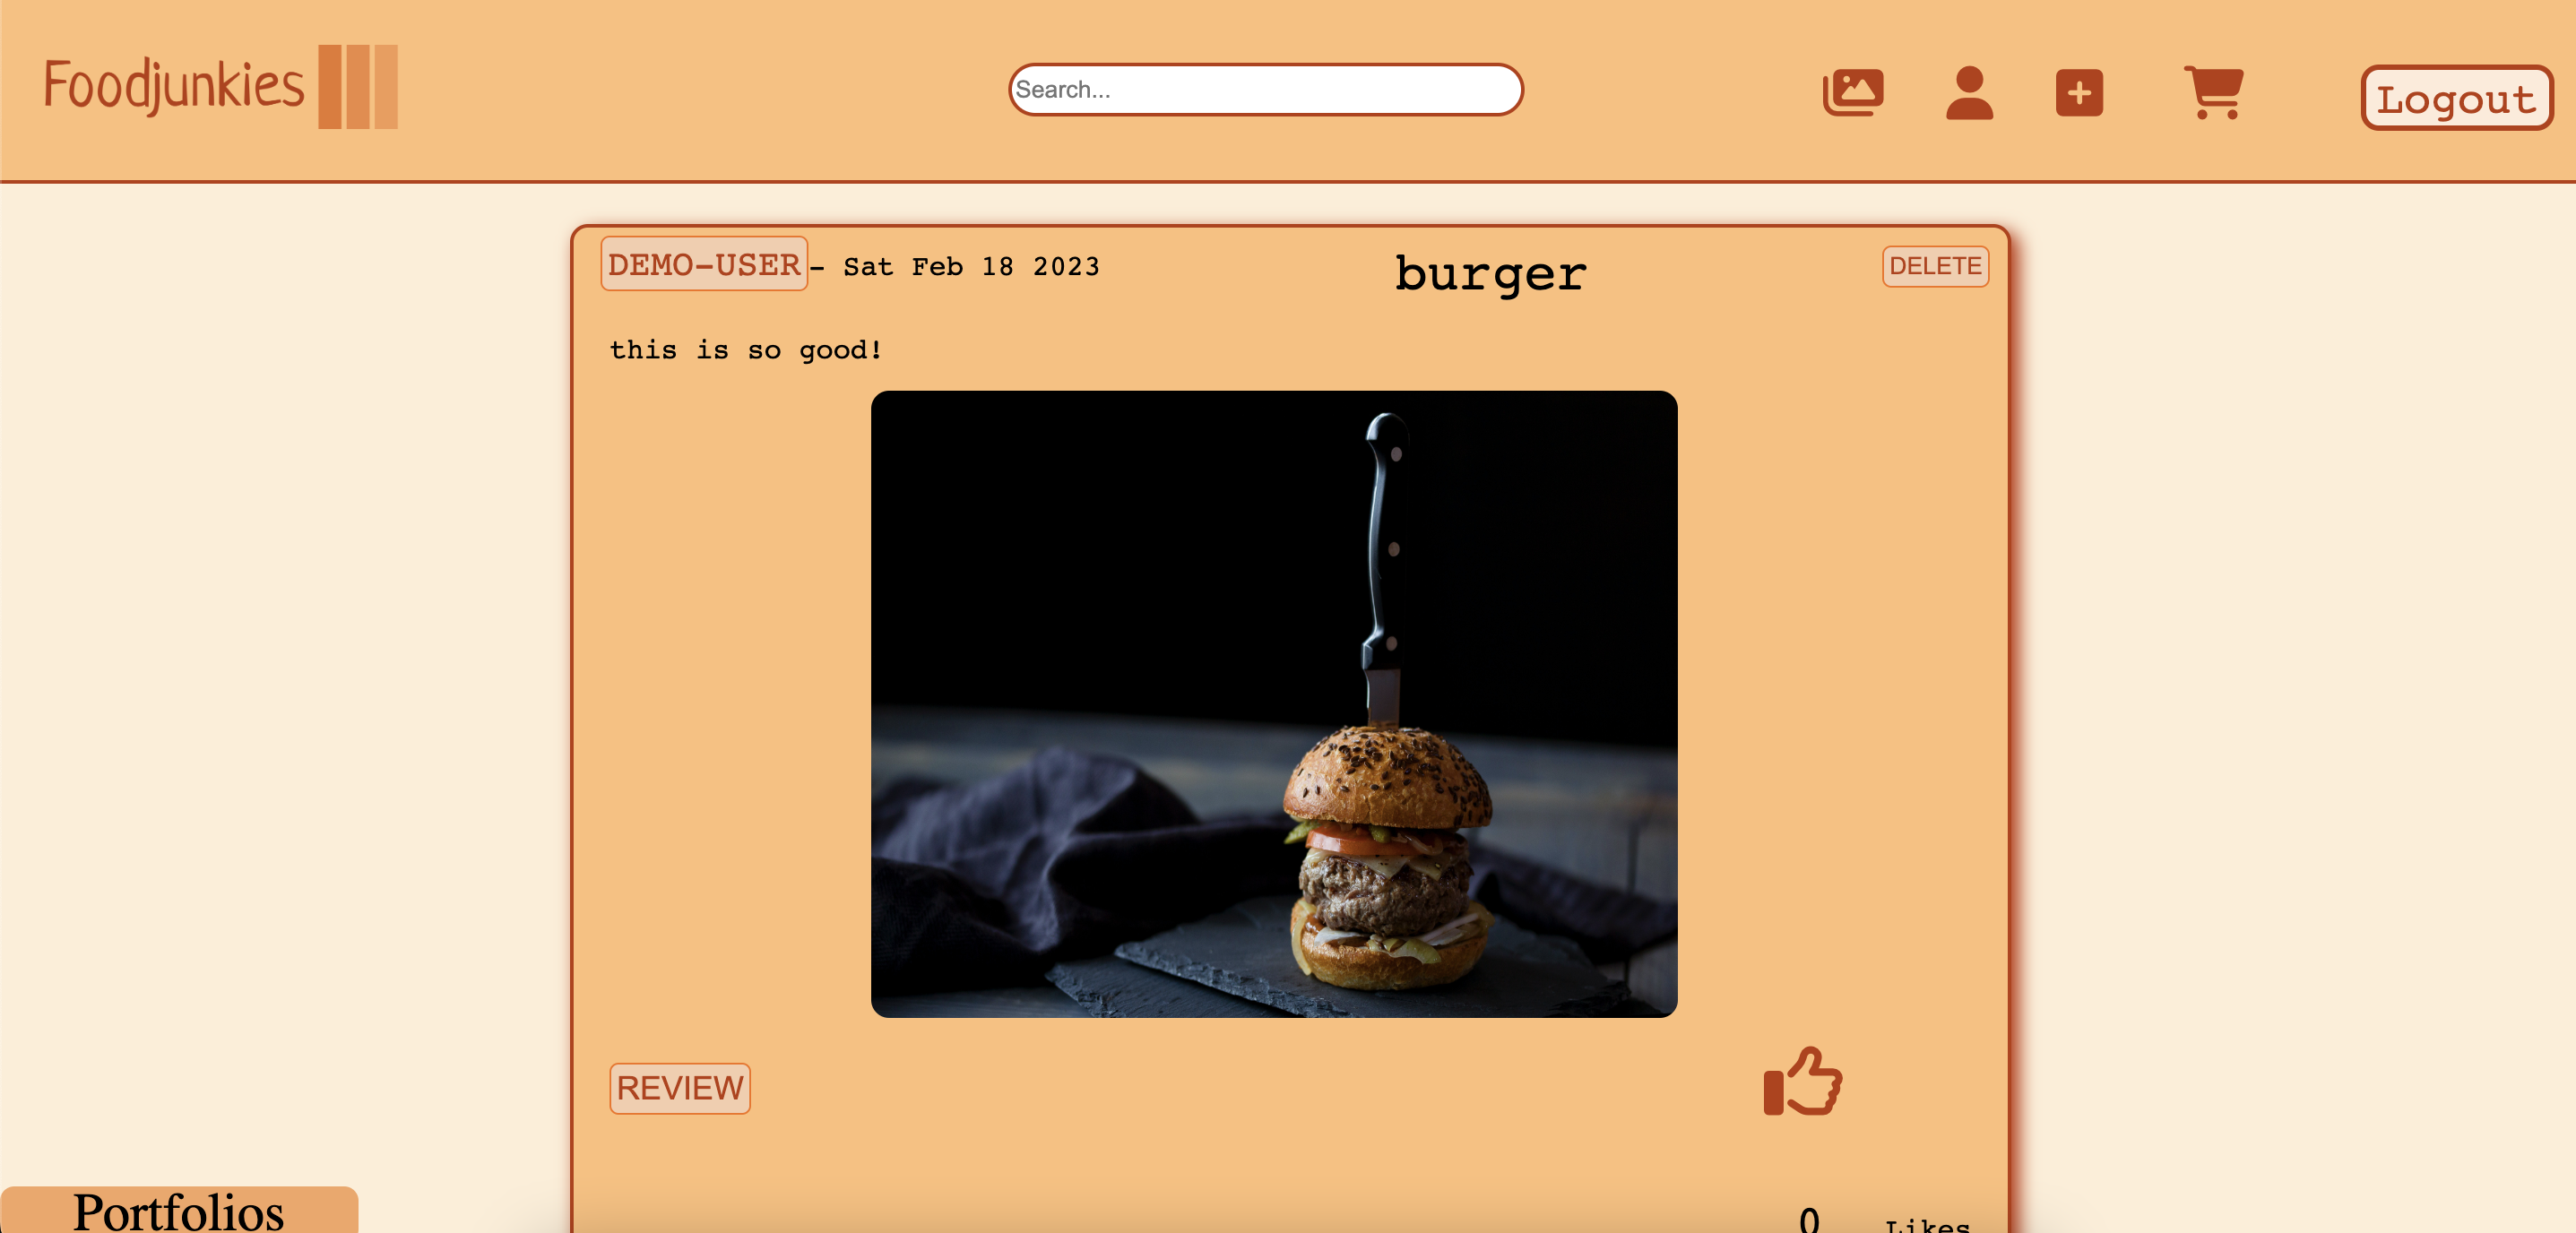 Foodjunkies
Search...
Logout
DEMO-USER - Sat Feb 18 2023
burger
DELETE
this is so good!
REVIEW
Portfolios
0 Likes